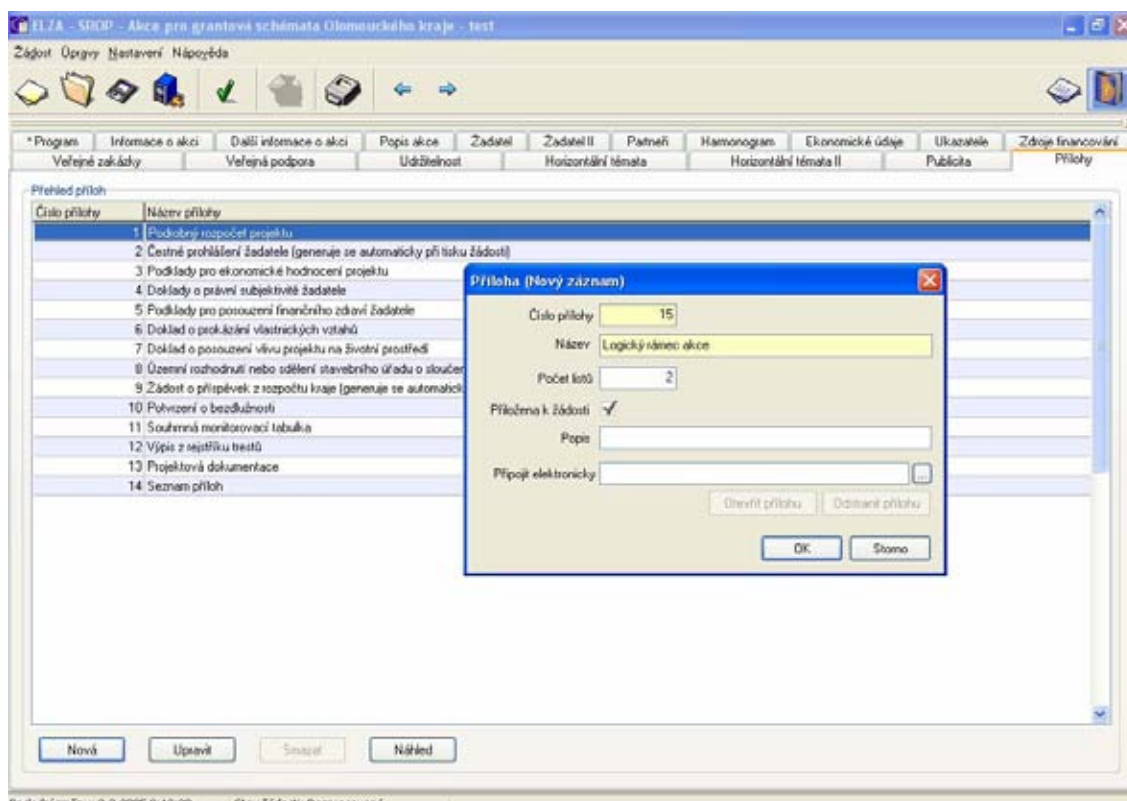 ELZA - SROP - Akce pro grantová schémata Olomouckého kraje - test
Žádost Úpravy Nastavení Nápověda
* Program Informace o akci Další informace o akci Popis akce Žadatel Žadatel II Partneři Harmonogram Ekonomické údaje Ukazatele Zdroje financování
Veřejné zakázky Veřejná podpora Udržitelnost Horizontální témata Horizontální témata II Publicita Přílohy
Přehled příloh
Číslo přílohy Název přílohy
1 Podrobný rozpočet projektu
2 Čestné prohlášení žadatele (generuje se automaticky při tisku žádosti)
3 Podklady pro ekonomické hodnocení projektu
4 Doklady o právní subjektivitě žadatele
5 Podklady pro posouzení finančního zdraví žadatele
6 Doklad o prokázání vlastnických vztahů
7 Doklad o posouzení vlivu projektu na životní prostředí
8 Územní rozhodnutí nebo sdělení stavebního úřadu o sloučen
9 Žádost o příspěvek z rozpočtu kraje (generuje se automatick
10 Potvrzení o bezdlužnosti
11 Souhrnná monitorovací tabulka
12 Výpis z rejstříku trestů
13 Projektová dokumentace
14 Seznam příloh
Příloha (Nový záznam)
Číslo přílohy 15
Název Logický rámec akce
Počet listů 2
Přiložena k žádosti
Popis
Připojit elektronicky ...
Otevřít přílohu Odstranit přílohu
OK Storno
Nová Upravit Smazat Náhled